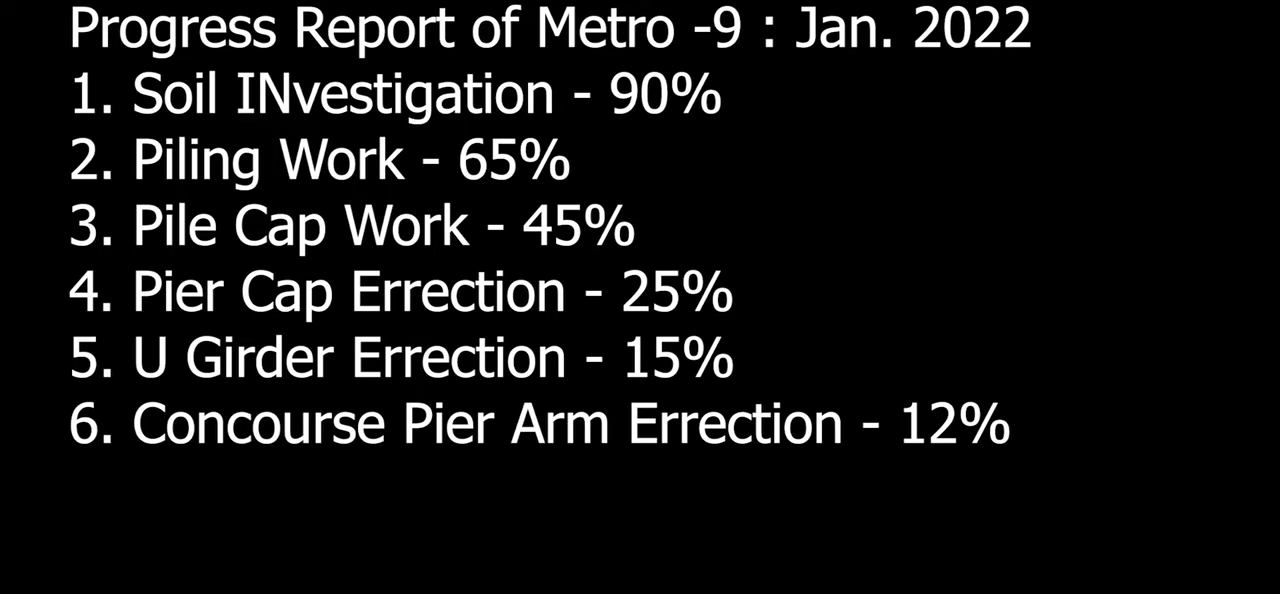 Progress Report of Metro -9 : Jan. 2022
1. Soil INvestigation - 90%
2. Piling Work - 65%
3. Pile Cap Work - 45%
4. Pier Cap Errection - 25%
5. U Girder Errection - 15%
6. Concourse Pier Arm Errection - 12%